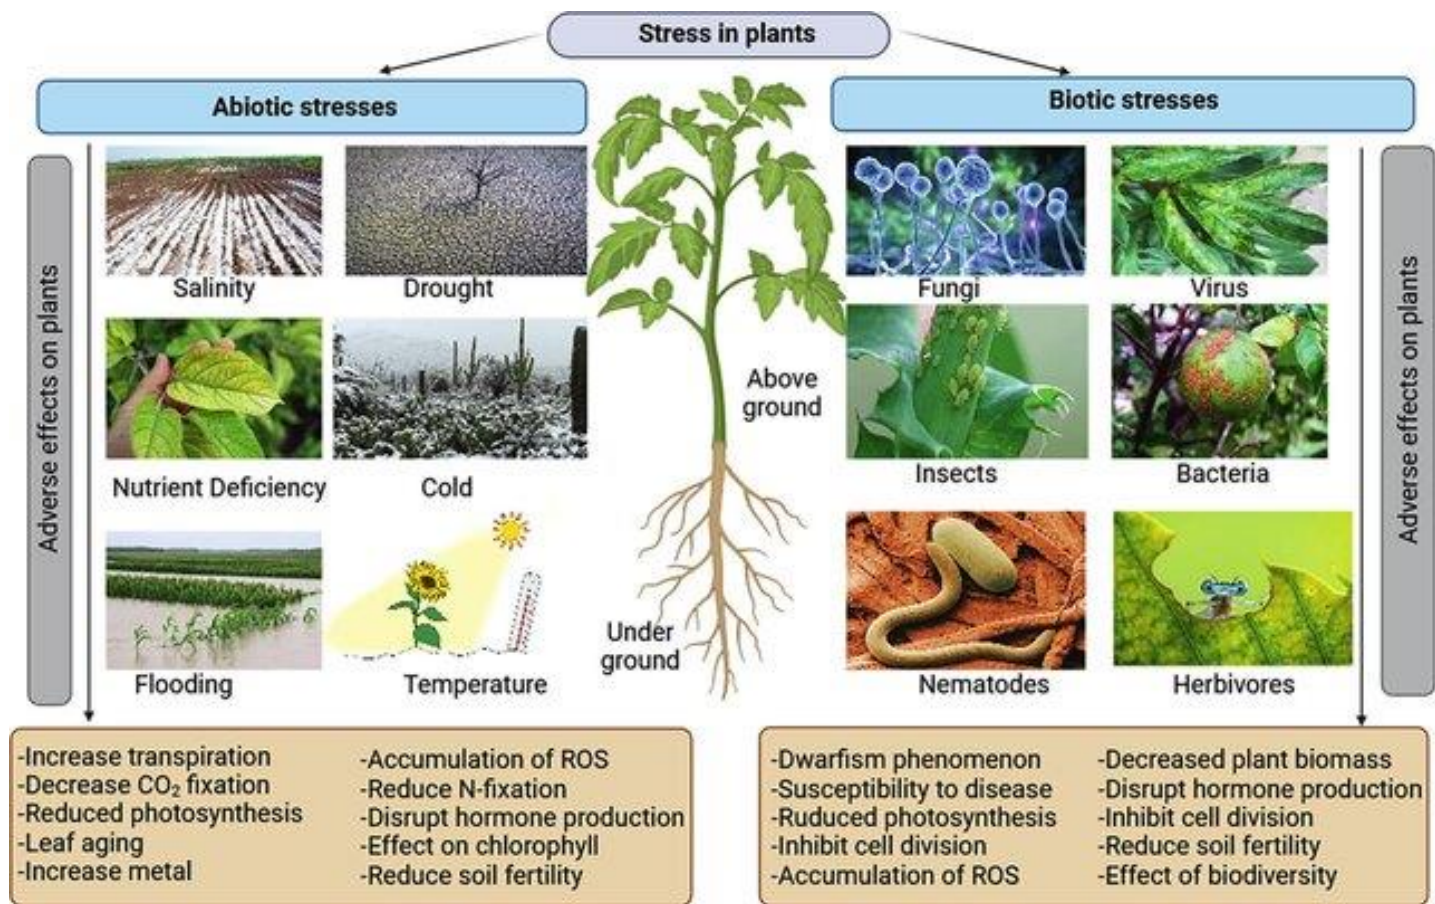 Stress in plants
Abiotic stresses
Biotic stresses
Adverse effects on plants
Salinity
Drought
Nutrient Deficiency
Cold
Flooding
Temperature
Above
ground
Under
ground
Fungi
Virus
Insects
Bacteria
Nematodes
Herbivores
Adverse effects on plants
-Increase transpiration
-Decrease CO₂ fixation
-Reduced photosynthesis
-Leaf aging
-Increase metal
-Accumulation of ROS
-Reduce N-fixation
-Disrupt hormone production
-Effect on chlorophyll
-Reduce soil fertility
-Dwarfism phenomenon
-Susceptibility to disease
-Ruduced photosynthesis
-Inhibit cell division
-Accumulation of ROS
-Decreased plant biomass
-Disrupt hormone production
-Inhibit cell division
-Reduce soil fertility
-Effect of biodiversity